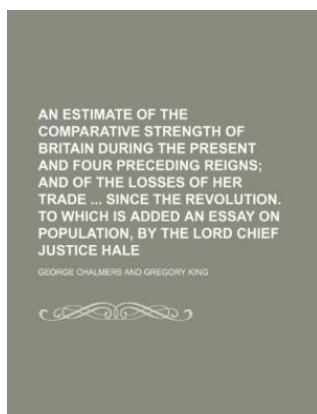 AN ESTIMATE OF THE
COMPARATIVE STRENGTH OF
BRITAIN DURING THE PRESENT
AND FOUR PRECEDING REIGNS;
AND OF THE LOSSES OF HER
TRADE ... SINCE THE REVOLUTION.
TO WHICH IS ADDED AN ESSAY ON
POPULATION, BY THE LORD CHIEF
JUSTICE HALE
GEORGE CHALMERS AND GREGORY KING